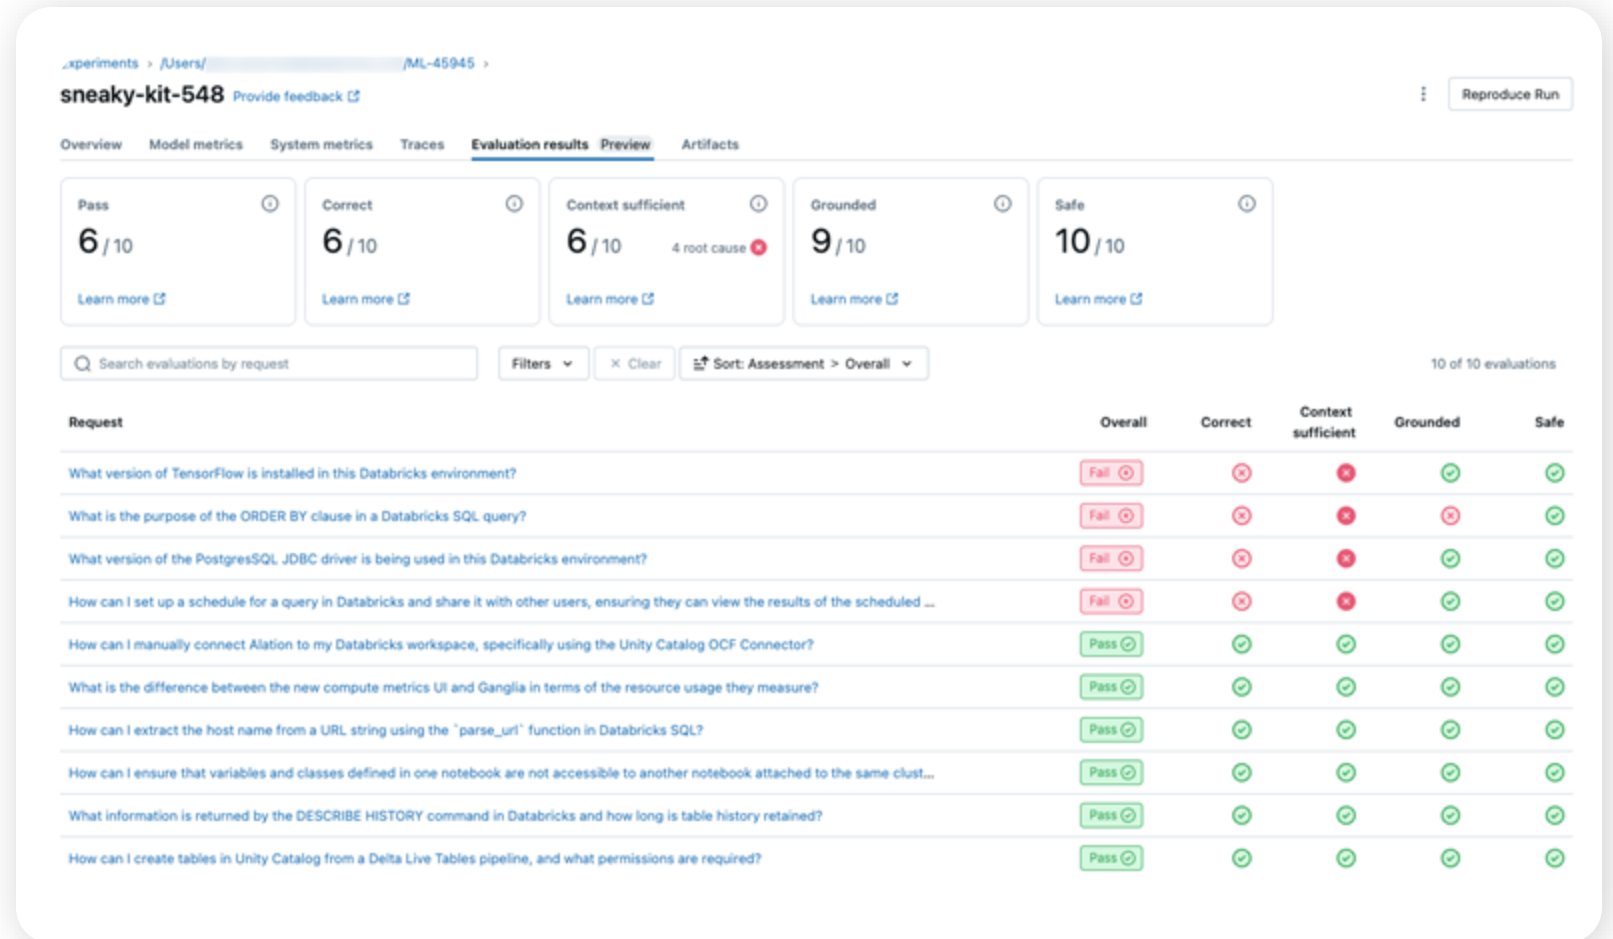 xperiments > /Users/ /ML-45945 >
sneaky-kit-548 Provide feedback
Reproduce Run
Overview Model metrics System metrics Traces Evaluation results Preview Artifacts
Pass Correct Context sufficient Grounded Safe
6 / 10 6 / 10 6 / 10 4 root cause 9 / 10 10 / 10
Learn more Learn more Learn more Learn more Learn more
Search evaluations by request Filters Clear Sort: Assessment > Overall 10 of 10 evaluations
Request Overall Correct Context sufficient Grounded Safe
What version of TensorFlow is installed in this Databricks environment? Fail
What is the purpose of the ORDER BY clause in a Databricks SQL query? Fail
What version of the PostgresSQL JDBC driver is being used in this Databricks environment? Fail
How can I set up a schedule for a query in Databricks and share it with other users, ensuring they can view the results of the scheduled ... Fail
How can I manually connect Alation to my Databricks workspace, specifically using the Unity Catalog OCF Connector? Pass
What is the difference between the new compute metrics UI and Ganglia in terms of the resource usage they measure? Pass
How can I extract the host name from a URL string using the `parse_url` function in Databricks SQL? Pass
How can I ensure that variables and classes defined in one notebook are not accessible to another notebook attached to the same clust... Pass
What information is returned by the DESCRIBE HISTORY command in Databricks and how long is table history retained? Pass
How can I create tables in Unity Catalog from a Delta Live Tables pipeline, and what permissions are required? Pass